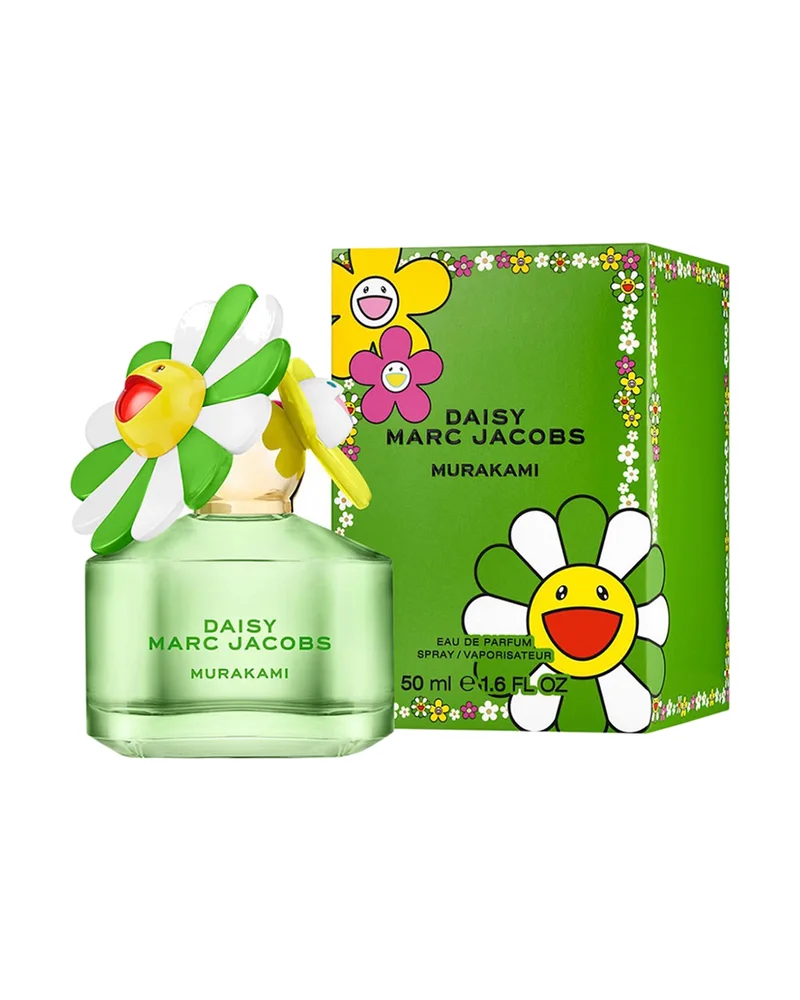 DAISY
MARC JACOBS
MURAKAMI
DAISY
MARC JACOBS
MURAKAMI
EAU DE PARFUM
SPRAY / VAPORISATEUR
50 ml ℮ 1.6 FL OZ